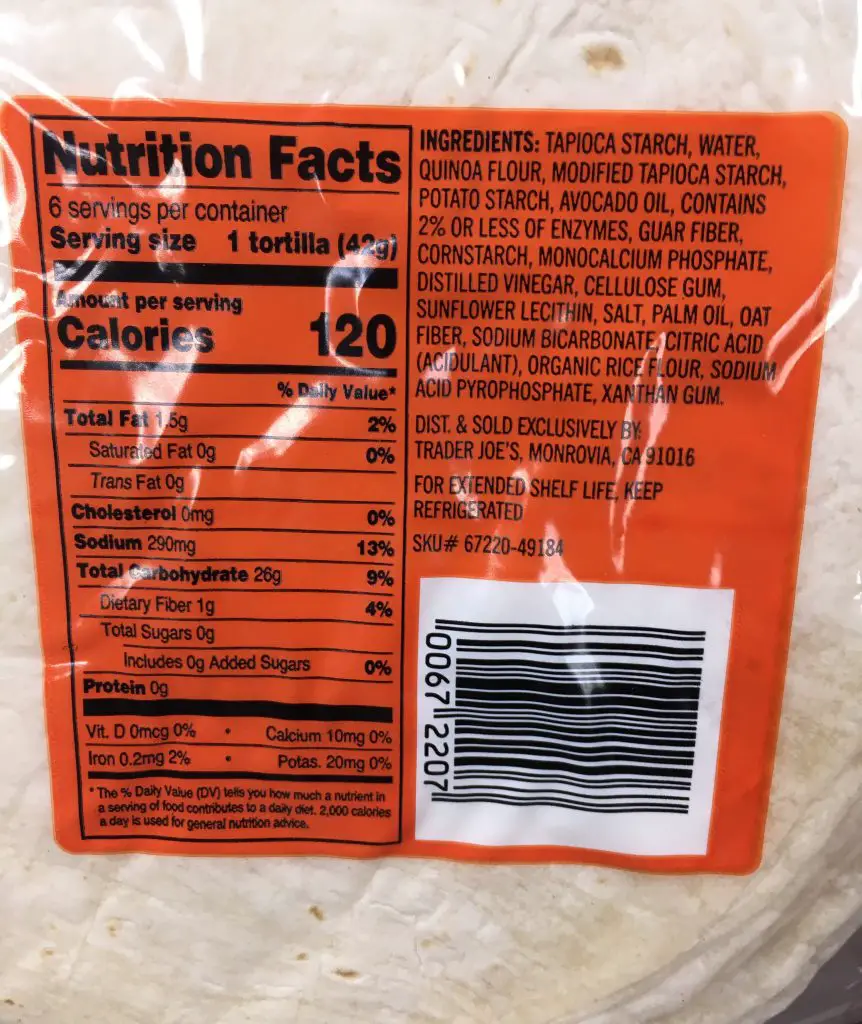 Nutrition Facts
6 servings per container
Serving size 1 tortilla (42g)
Amount per serving
Calories 120
% Daily Value*
Total Fat 1.5g 2%
Saturated Fat 0g 0%
Trans Fat 0g
Cholesterol 0mg 0%
Sodium 290mg 13%
Total Carbohydrate 26g 9%
Dietary Fiber 1g 4%
Total Sugars 0g
Includes 0g Added Sugars 0%
Protein 0g
Vit. D 0mcg 0% • Calcium 10mg 0%
Iron 0.2mg 2% • Potas. 20mg 0%
* The % Daily Value (DV) tells you how much a nutrient in
a serving of food contributes to a daily diet. 2,000 calories
a day is used for general nutrition advice.
INGREDIENTS: TAPIOCA STARCH, WATER,
QUINOA FLOUR, MODIFIED TAPIOCA STARCH,
POTATO STARCH, AVOCADO OIL, CONTAINS
2% OR LESS OF ENZYMES, GUAR FIBER,
CORNSTARCH, MONOCALCIUM PHOSPHATE,
DISTILLED VINEGAR, CELLULOSE GUM,
SUNFLOWER LECITHIN, SALT, PALM OIL, OAT
FIBER, SODIUM BICARBONATE, CITRIC ACID
(ACIDULANT), ORGANIC RICE FLOUR, SODIUM
ACID PYROPHOSPHATE, XANTHAN GUM.
DIST. & SOLD EXCLUSIVELY BY:
TRADER JOE'S, MONROVIA, CA 91016
FOR EXTENDED SHELF LIFE, KEEP
REFRIGERATED
SKU# 67220-49184
0067 2207